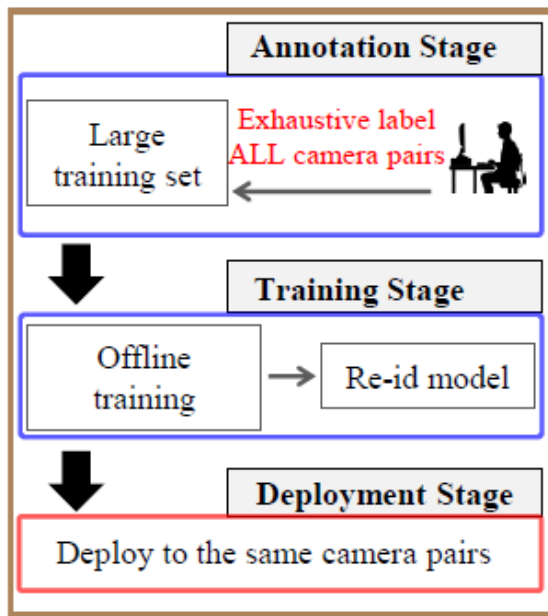 Annotation Stage
Large
training set
Exhaustive label
ALL camera pairs
Training Stage
Offline
training
Re-id model
Deployment Stage
Deploy to the same camera pairs